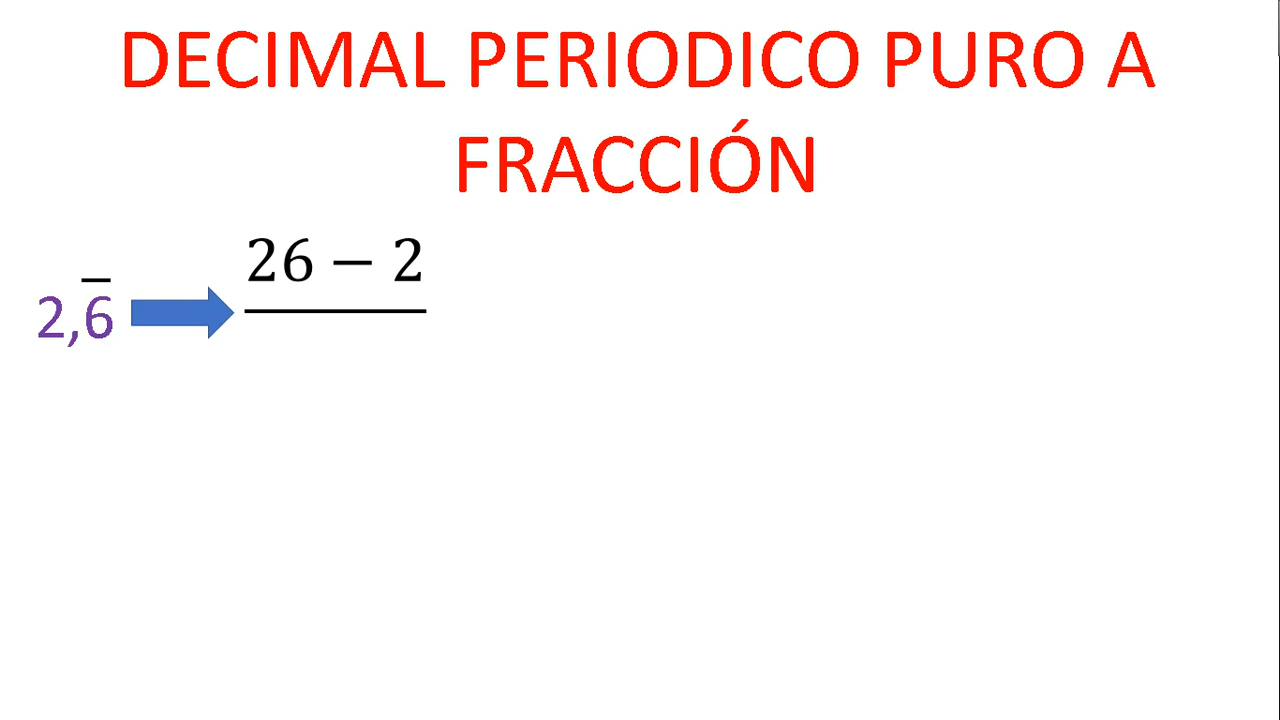 DECIMAL PERIODICO PURO A
FRACCIÓN
26 − 2
2,6̅